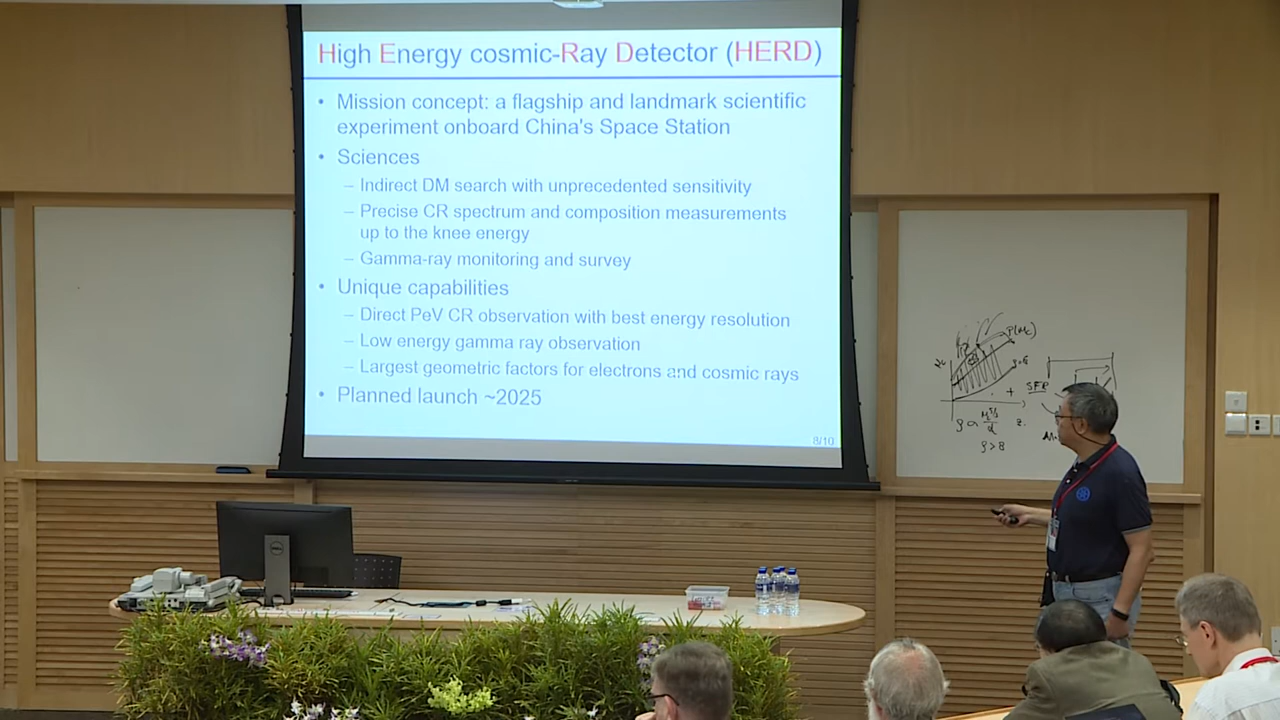 High Energy cosmic-Ray Detector (HERD)
• Mission concept: a flagship and landmark scientific
experiment onboard China's Space Station
• Sciences
– Indirect DM search with unprecedented sensitivity
– Precise CR spectrum and composition measurements
up to the knee energy
– Gamma-ray monitoring and survey
• Unique capabilities
– Direct PeV CR observation with best energy resolution
– Low energy gamma ray observation
– Largest geometric factors for electrons and cosmic rays
• Planned launch ~2025
8/10
SFR
ρ>8
DELL